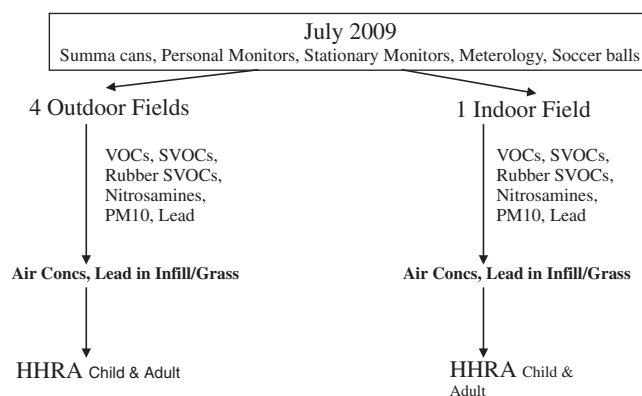 July 2009
Summa cans, Personal Monitors, Stationary Monitors, Meterology, Soccer balls
4 Outdoor Fields
VOCs, SVOCs,
Rubber SVOCs,
Nitrosamines,
PM10, Lead
Air Concs, Lead in Infill/Grass
HHRA Child & Adult
1 Indoor Field
VOCs, SVOCs,
Rubber SVOCs,
Nitrosamines,
PM10, Lead
Air Concs, Lead in Infill/Grass
HHRA Child &
Adult